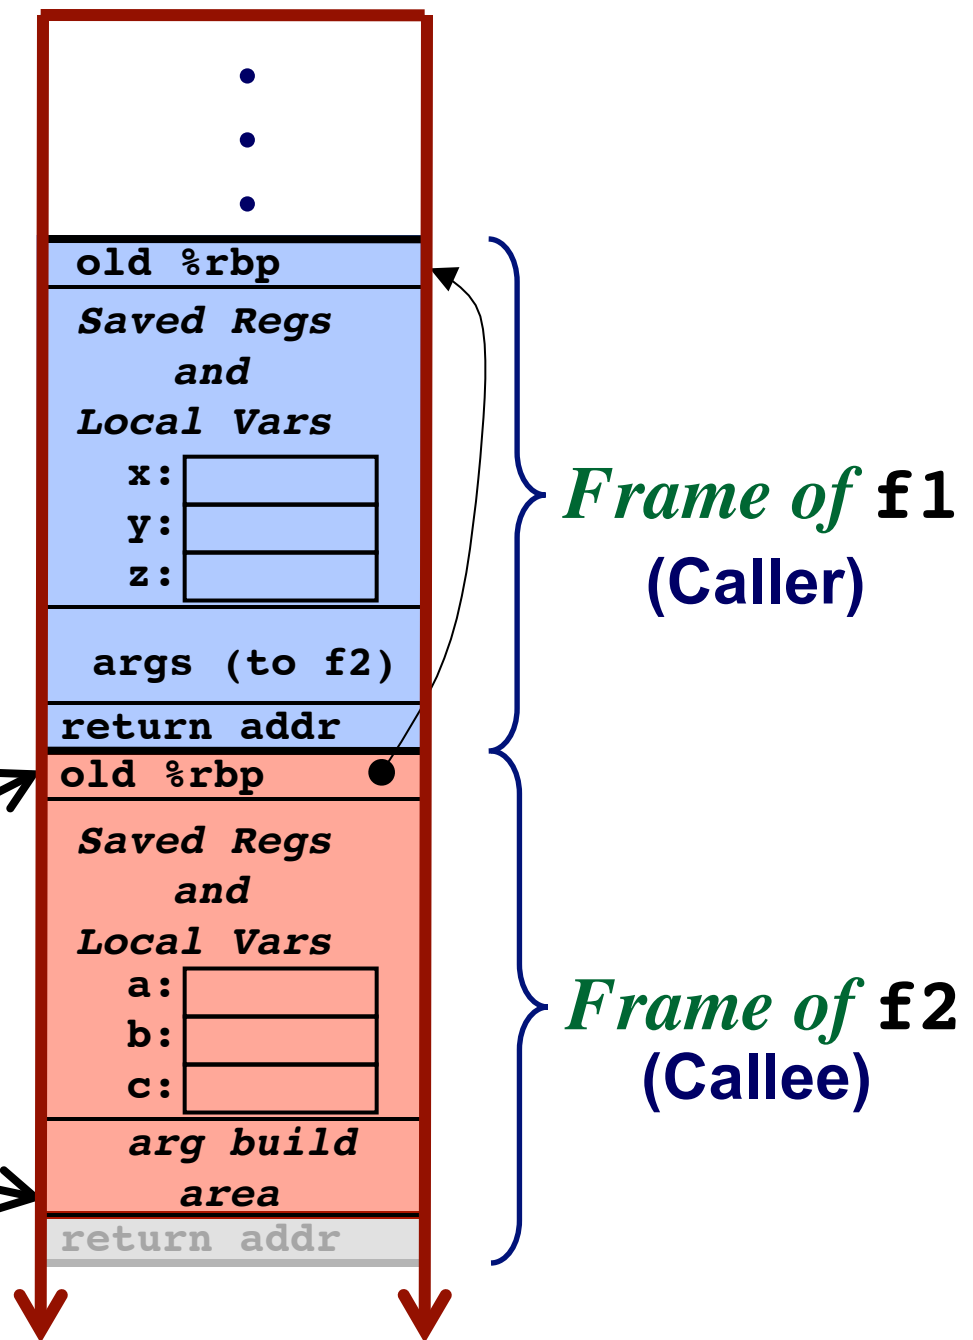 old %rbp
Saved Regs
and
Local Vars
x:
y:
z:
args (to f2)
return addr
Frame of f1
(Caller)
old %rbp
Saved Regs
and
Local Vars
a:
b:
c:
arg build
area
return addr
Frame of f2
(Callee)